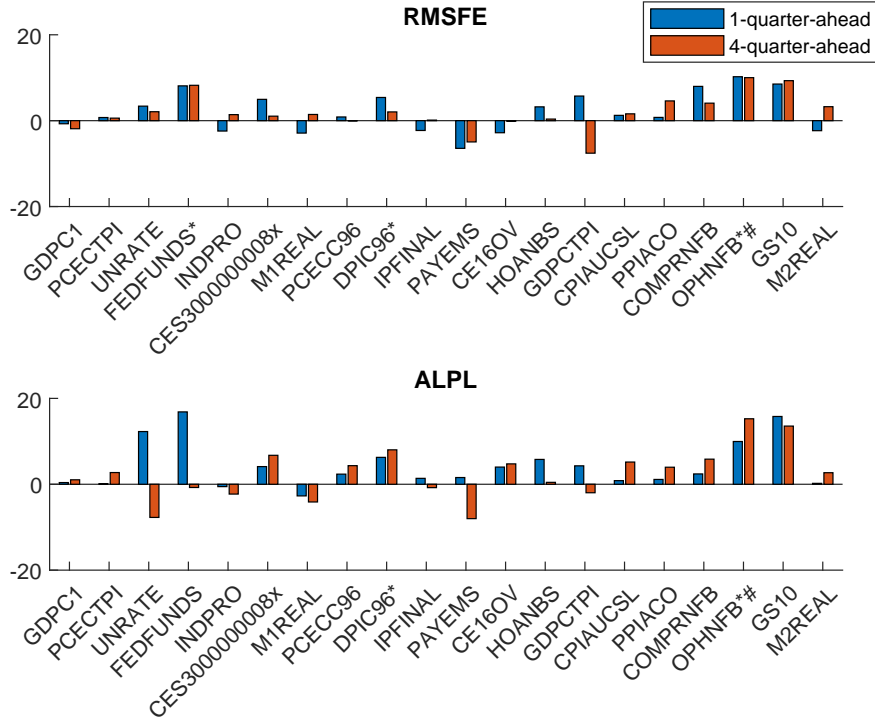 RMSFE
1-quarter-ahead
4-quarter-ahead
20
0
-20
GDPC1
PCECTPI
UNRATE
FEDFUNDS*
INDPRO
CES3000000008x
M1REAL
PCECC96
DPIC96*
IPFINAL
PAYEMS
CE16OV
HOANBS
GDPCTPI
CPIAUCSL
PPIACO
COMPRNFB
OPHNFB*#
GS10
M2REAL
ALPL
20
0
-20
GDPC1
PCECTPI
UNRATE
FEDFUNDS
INDPRO
CES3000000008x
M1REAL
PCECC96
DPIC96*
IPFINAL
PAYEMS
CE16OV
HOANBS
GDPCTPI
CPIAUCSL
PPIACO
COMPRNFB
OPHNFB*#
GS10
M2REAL